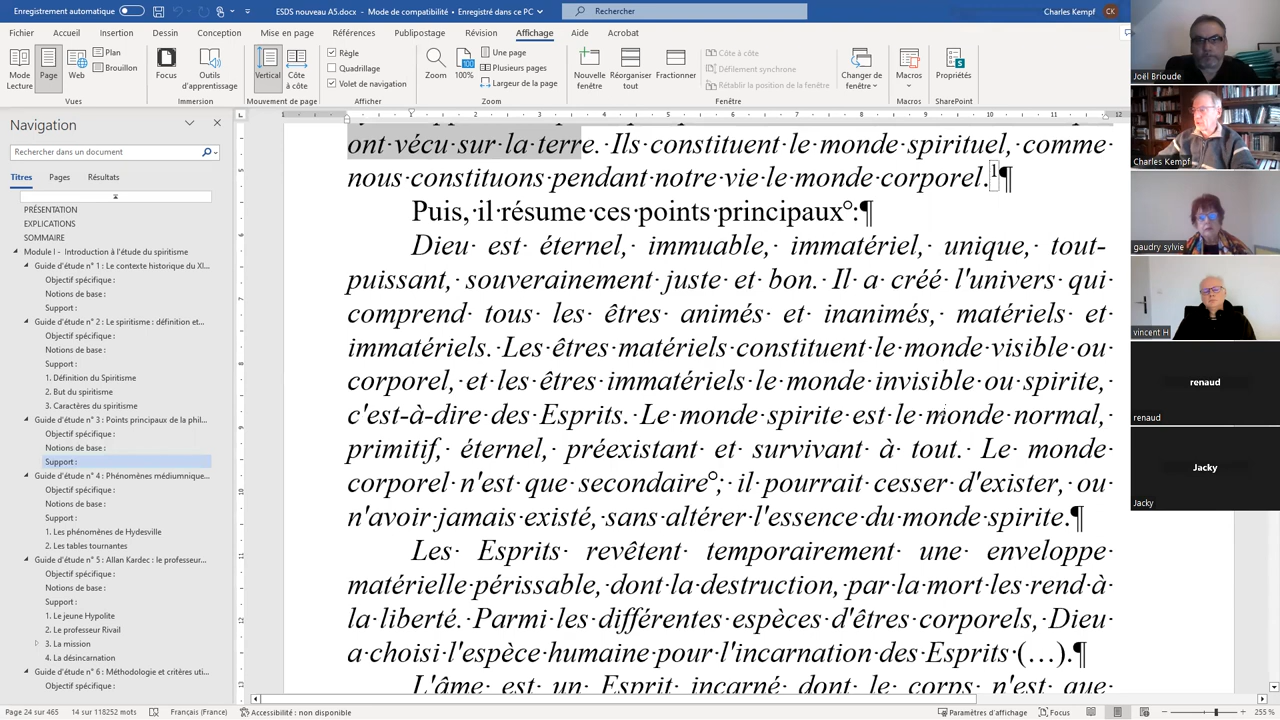 Enregistrement automatique
ESDS nouveau A5.docx - Mode de compatibilité • Enregistré dans ce PC
Rechercher
Charles Kempf
CK
Fichier
Accueil
Insertion
Dessin
Conception
Mise en page
Références
Publipostage
Révision
Affichage
Aide
Acrobat
Mode Lecture
Page
Web
Plan
Brouillon
Vues
Focus
Outils d'apprentissage
Immersion
Vertical
Côte à côte
Mouvement de page
Règle
Quadrillage
Volet de navigation
Afficher
Zoom
100%
Une page
Plusieurs pages
Largeur de la page
Zoom
Nouvelle fenêtre
Réorganiser tout
Fractionner
Côte à côte
Défilement synchrone
Rétablir la position de la fenêtre
Fenêtre
Changer de fenêtre
Macros
Macros
Propriétés
SharePoint
Navigation
Rechercher dans un document
Titres
Pages
Résultats
PRÉSENTATION
EXPLICATIONS
SOMMAIRE
Module I - Introduction à l'étude du spiritisme
Guide d'étude n° 1 : Le contexte historique du XI...
Objectif spécifique :
Notions de base :
Support :
Guide d'étude n° 2 : Le spiritisme : définition et...
Objectif spécifique :
Notions de base :
Support :
1. Définition du Spiritisme
2. But du spiritisme
3. Caractères du spiritisme
Guide d'étude n° 3 : Points principaux de la phil...
Objectif spécifique :
Notions de base :
Support :
Guide d'étude n° 4 : Phénomènes médiumnique...
Objectif spécifique :
Notions de base :
Support :
1. Les phénomènes de Hydesville
2. Les tables tournantes
Guide d'étude n° 5 : Allan Kardec : le professeur...
Objectif spécifique :
Notions de base :
Support :
1. Le jeune Hypolite
2. Le professeur Rivail
3. La mission
4. La désincarnation
Guide d'étude n° 6 : Méthodologie et critères uti...
Objectif spécifique :
ont vécu sur la terre. Ils constituent le monde spirituel, comme
nous constituons pendant notre vie le monde corporel.1¶
Puis, il résume ces points principaux°:¶
Dieu est éternel, immuable, immatériel, unique, tout-
puissant, souverainement juste et bon. Il a créé l'univers qui
comprend tous les êtres animés et inanimés, matériels et
immatériels. Les êtres matériels constituent le monde visible ou
corporel, et les êtres immatériels le monde invisible ou spirite,
c'est-à-dire des Esprits. Le monde spirite est le monde normal,
primitif, éternel, préexistant et survivant à tout. Le monde
corporel n'est que secondaire°; il pourrait cesser d'exister, ou
n'avoir jamais existé, sans altérer l'essence du monde spirite.¶
Les Esprits revêtent temporairement une enveloppe
matérielle périssable, dont la destruction, par la mort les rend à
la liberté. Parmi les différentes espèces d'êtres corporels, Dieu
a choisi l'espèce humaine pour l'incarnation des Esprits (…).¶
L'âme est un Esprit incarné dont le corps n'est que
Joël Brioude
Charles Kempf
gaudry sylvie
vincent H
renaud
renaud
Jacky
Jacky
Page 24 sur 465
14 sur 118252 mots
Français (France)
Accessibilité : non disponible
Paramètres d'affichage
Focus
255 %